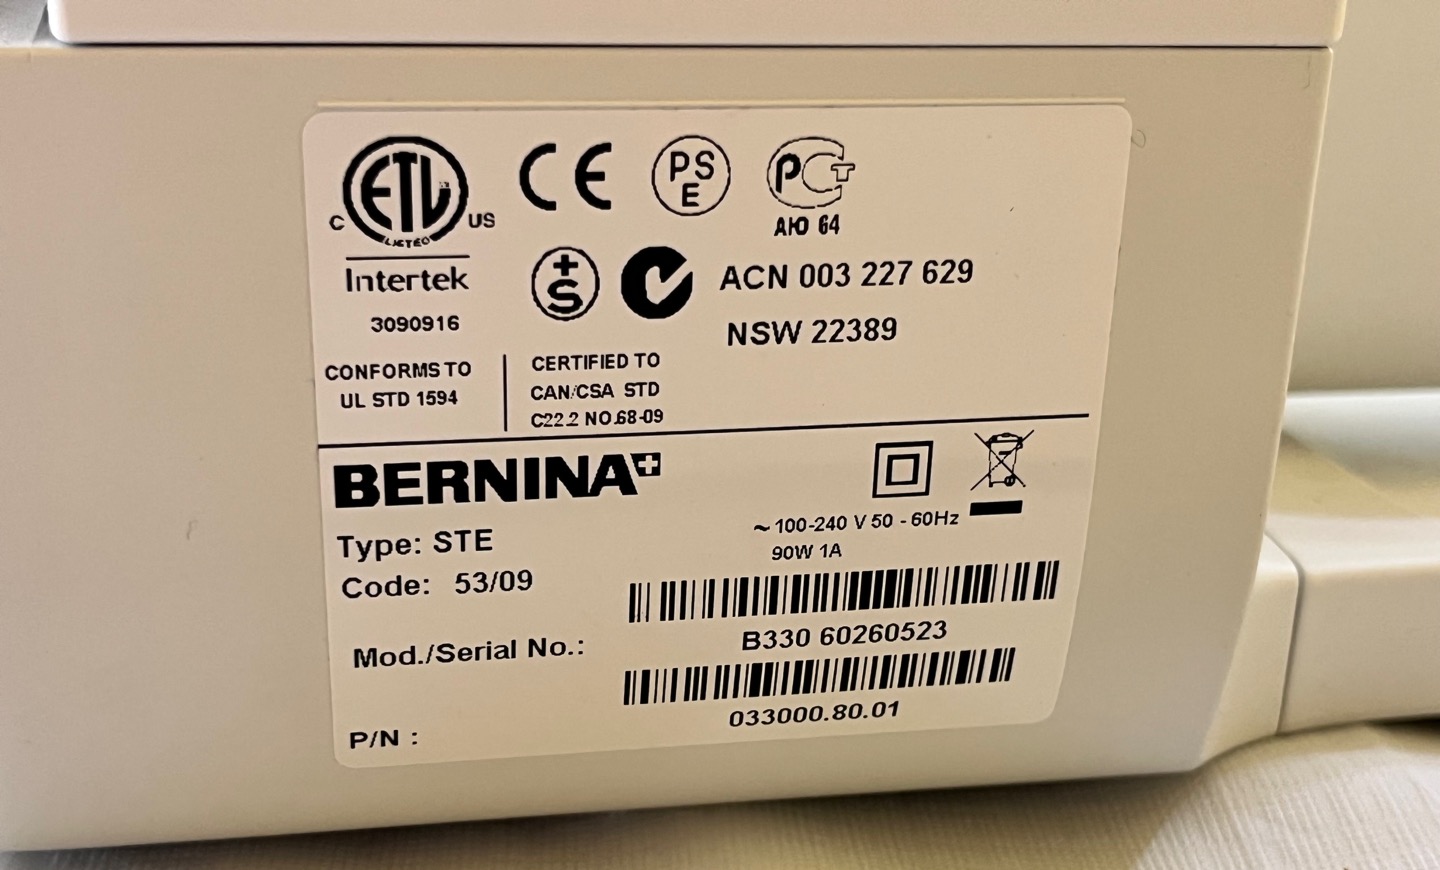 ETL
LISTED
C US
Intertek
3090916
CE
PS
E
РСТ
АЮ 64
+
S
ACN 003 227 629
NSW 22389
CONFORMS TO
UL STD 1594
CERTIFIED TO
CAN/CSA STD
C22.2 NO.68-09
BERNINA+
Type: STE
Code: 53/09
~ 100-240 V 50 - 60Hz
90W 1A
Mod./Serial No.:
B330 60260523
P/N :
033000.80.01